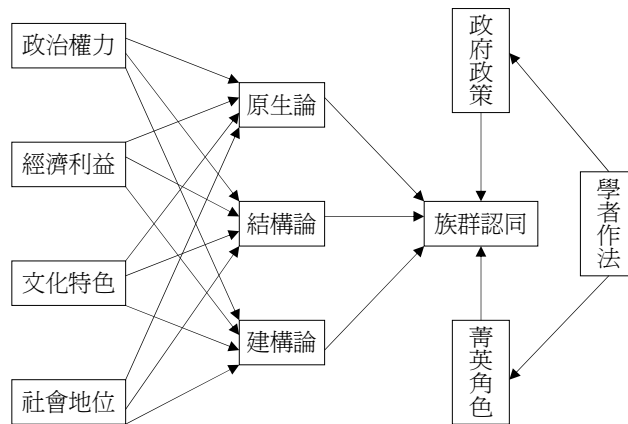 政治權力
經濟利益
文化特色
社會地位
原生論
結構論
建構論
政府政策
族群認同
菁英角色
學者作法